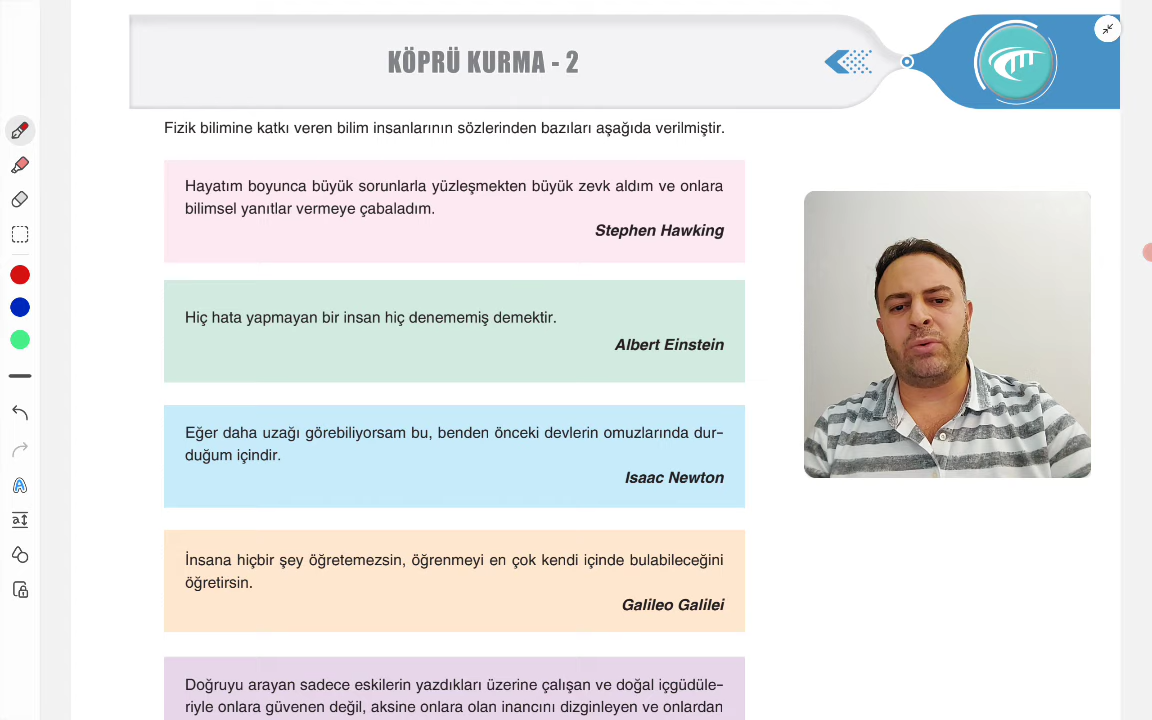 KÖPRÜ KURMA - 2
Fizik bilimine katkı veren bilim insanlarının sözlerinden bazıları aşağıda verilmiştir.
Hayatım boyunca büyük sorunlarla yüzleşmekten büyük zevk aldım ve onlara
bilimsel yanıtlar vermeye çabaladım.
Stephen Hawking
Hiç hata yapmayan bir insan hiç denememiş demektir.
Albert Einstein
Eğer daha uzağı görebiliyorsam bu, benden önceki devlerin omuzlarında dur-
duğum içindir.
Isaac Newton
İnsana hiçbir şey öğretemezsin, öğrenmeyi en çok kendi içinde bulabileceğini
öğretirsin.
Galileo Galilei
Doğruyu arayan sadece eskilerin yazdıkları üzerine çalışan ve doğal içgüdüle-
riyle onlara güvenen değil, aksine onlara olan inancını dizginleyen ve onlardan